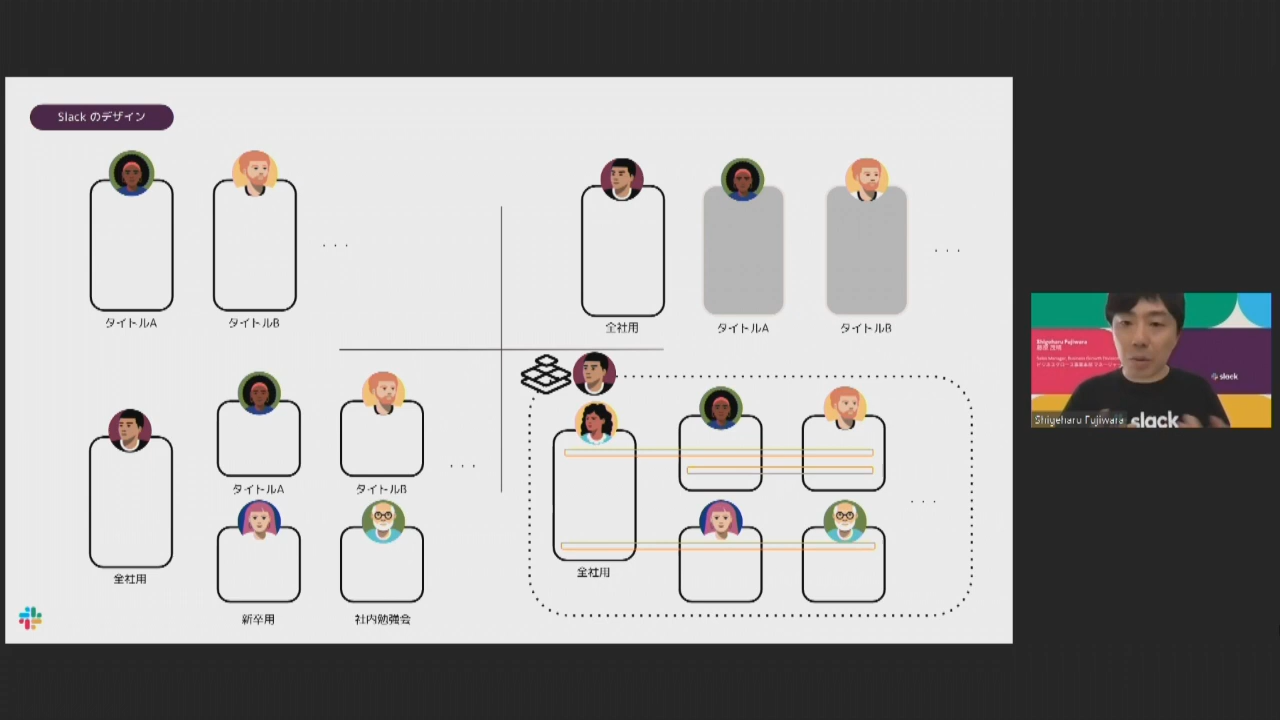 Slack のデザイン
タイトルA
タイトルB
. . .
全社用
タイトルA
タイトルB
. . .
全社用
タイトルA
タイトルB
. . .
新卒用
社内勉強会
全社用
. . .
Shigeharu Fujiwara
slack
slack
Shigeharu Fujiwara